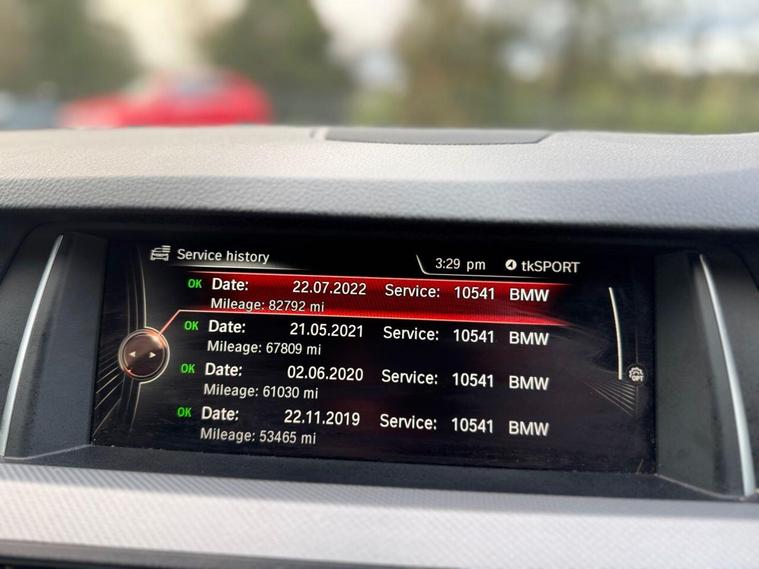 Service history 3:29 pm tkSPORT
OK Date: 22.07.2022 Service: 10541 BMW
Mileage: 82792 mi
OK Date: 21.05.2021 Service: 10541 BMW
Mileage: 67809 mi
OK Date: 02.06.2020 Service: 10541 BMW
Mileage: 61030 mi
OK Date: 22.11.2019 Service: 10541 BMW
Mileage: 53465 mi
OPT